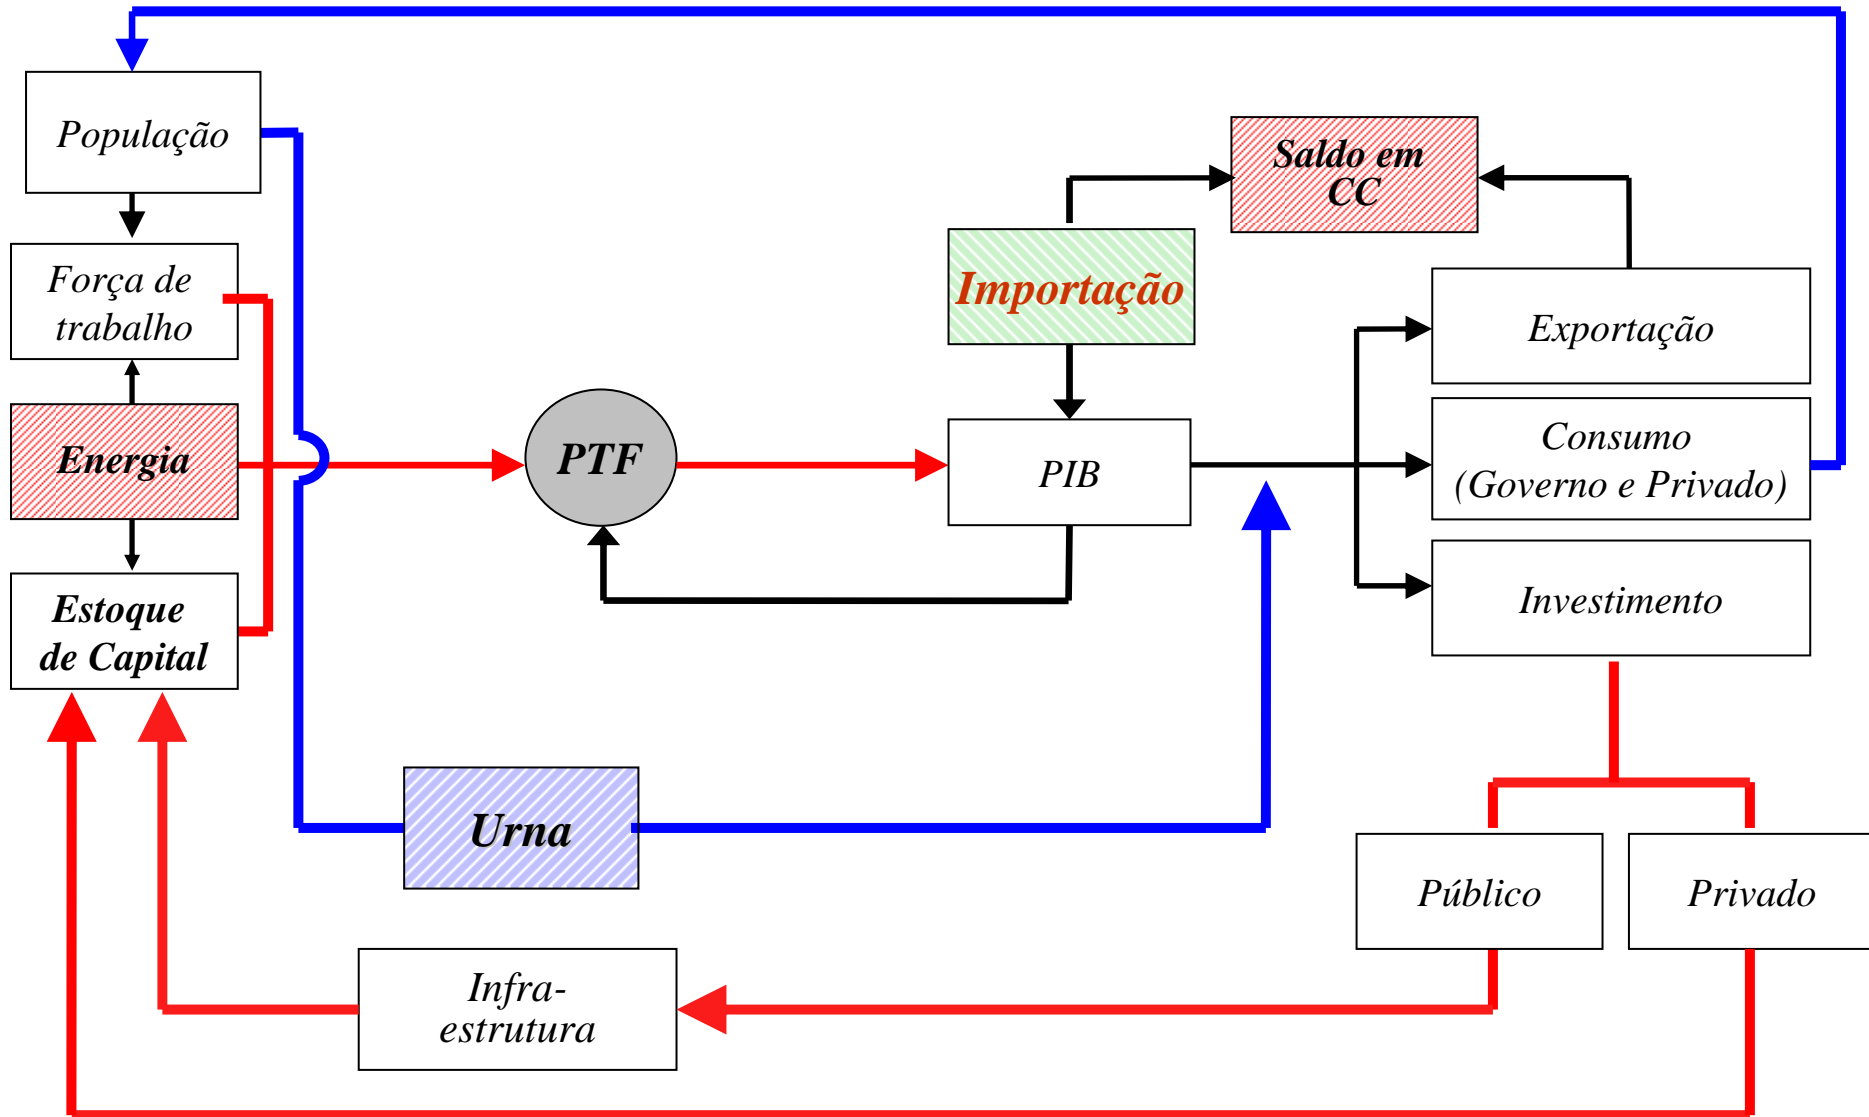 População
Saldo em
CC
Força de
trabalho
Importação
Exportação
Energia
PTF
PIB
Consumo
(Governo e Privado)
Estoque
de Capital
Investimento
Urna
Público
Privado
Infra-
estrutura